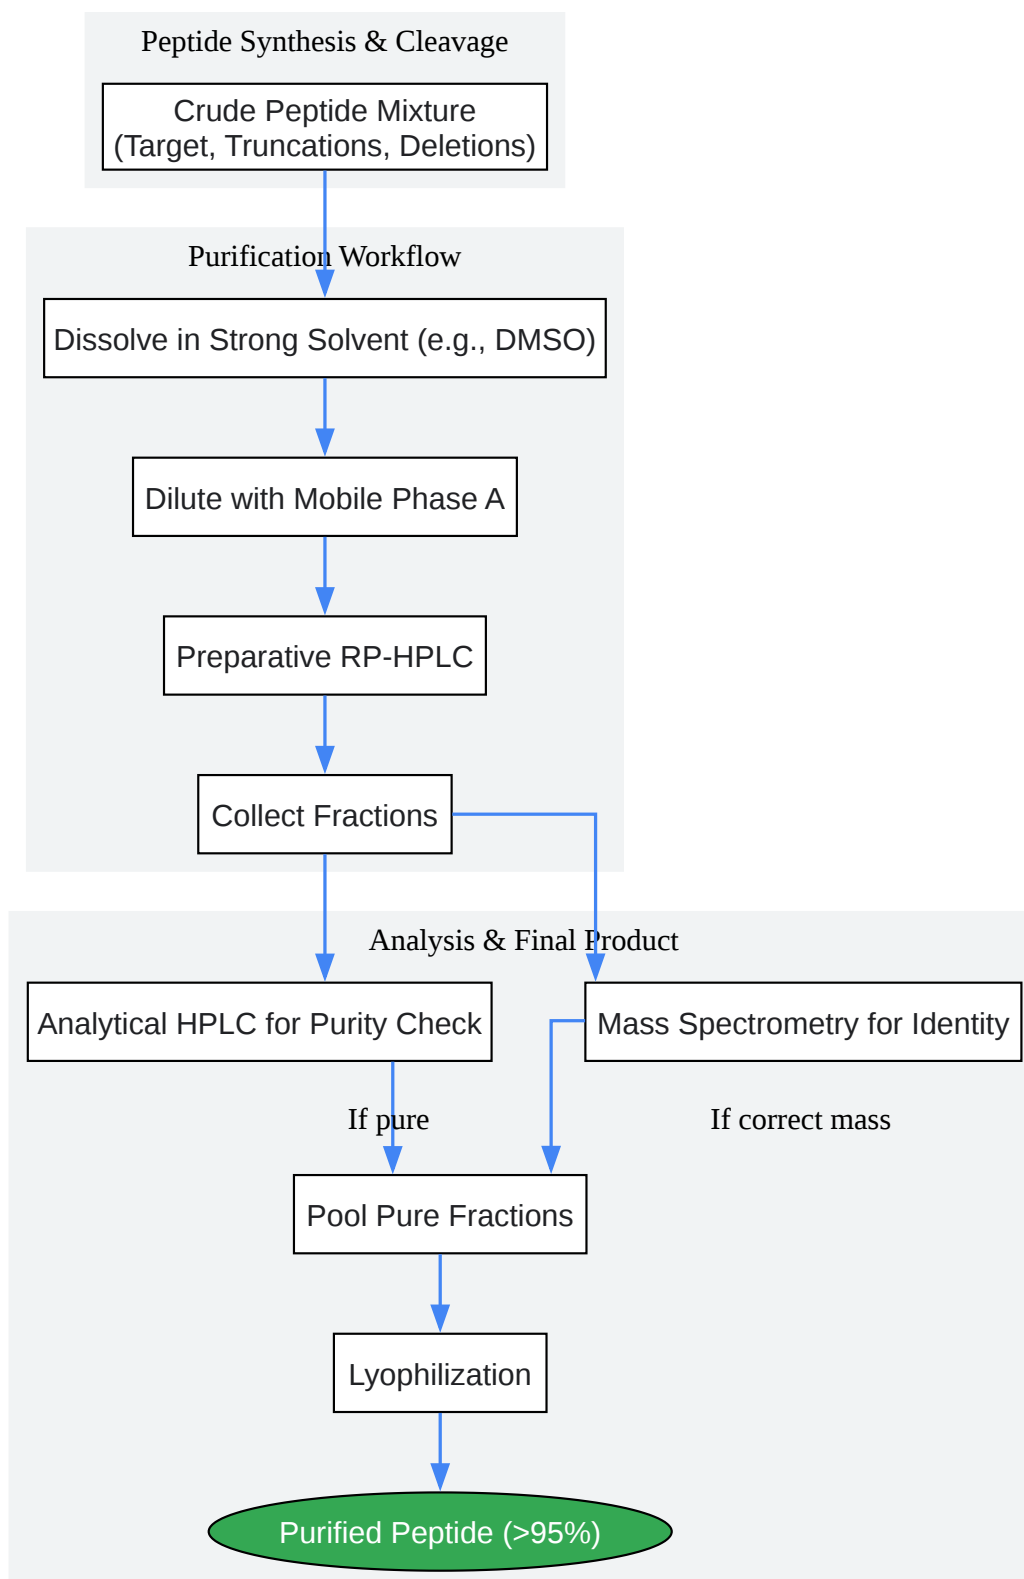 Peptide Synthesis & Cleavage
Crude Peptide Mixture
(Target, Truncations, Deletions)
Purification Workflow
Dissolve in Strong Solvent (e.g., DMSO)
Dilute with Mobile Phase A
Preparative RP-HPLC
Collect Fractions
Analysis & Final Product
Analytical HPLC for Purity Check
Mass Spectrometry for Identity
If pure
If correct mass
Pool Pure Fractions
Lyophilization
Purified Peptide (>95%)